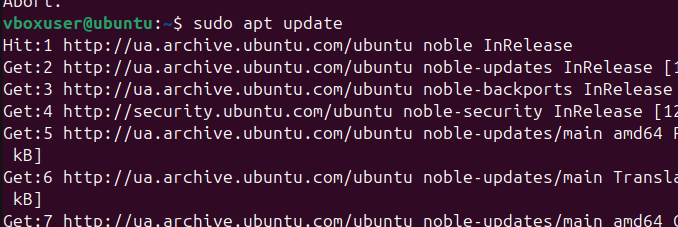 Abort.
vboxuser@ubuntu:~$ sudo apt update
Hit:1 http://ua.archive.ubuntu.com/ubuntu noble InRelease
Get:2 http://ua.archive.ubuntu.com/ubuntu noble-updates InRelease [1
Get:3 http://ua.archive.ubuntu.com/ubuntu noble-backports InRelease
Get:4 http://security.ubuntu.com/ubuntu noble-security InRelease [12
Get:5 http://ua.archive.ubuntu.com/ubuntu noble-updates/main amd64 P
kB]
Get:6 http://ua.archive.ubuntu.com/ubuntu noble-updates/main Transla
kB]
Get:7 http://ua.archive.ubuntu.com/ubuntu noble-updates/main amd64 C